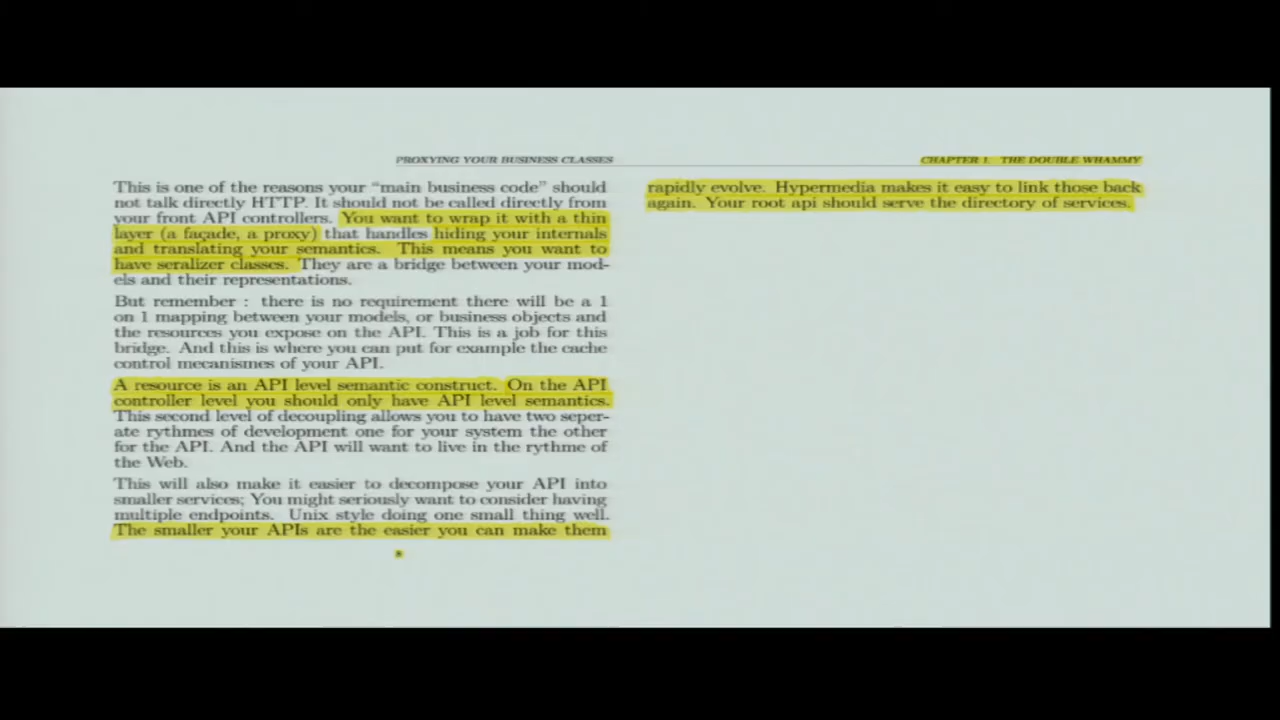 PROXYING YOUR BUSINESS CLASSES
This is one of the reasons your “main business code” should
not talk directly HTTP. It should not be called directly from
your front API controllers. You want to wrap it with a thin
layer (a façade, a proxy) that handles hiding your internals
and translating your semantics. This means you want to
have seralizer classes. They are a bridge between your mod-
els and their representations.
But remember : there is no requirement there will be a 1
on 1 mapping between your models, or business objects and
the resources you expose on the API. This is a job for this
bridge. And this is where you can put for example the cache
control mecanismes of your API.
A resource is an API level semantic construct. On the API
controller level you should only have API level semantics.
This second level of decoupling allows you to have two seper-
ate rythmes of development one for your system the other
for the API. And the API will want to live in the rythme of
the Web.
This will also make it easier to decompose your API into
smaller services; You might seriously want to consider having
multiple endpoints. Unix style doing one small thing well.
The smaller your APIs are the easier you can make them
CHAPTER 1. THE DOUBLE WHAMMY
rapidly evolve. Hypermedia makes it easy to link those back
again. Your root api should serve the directory of services.